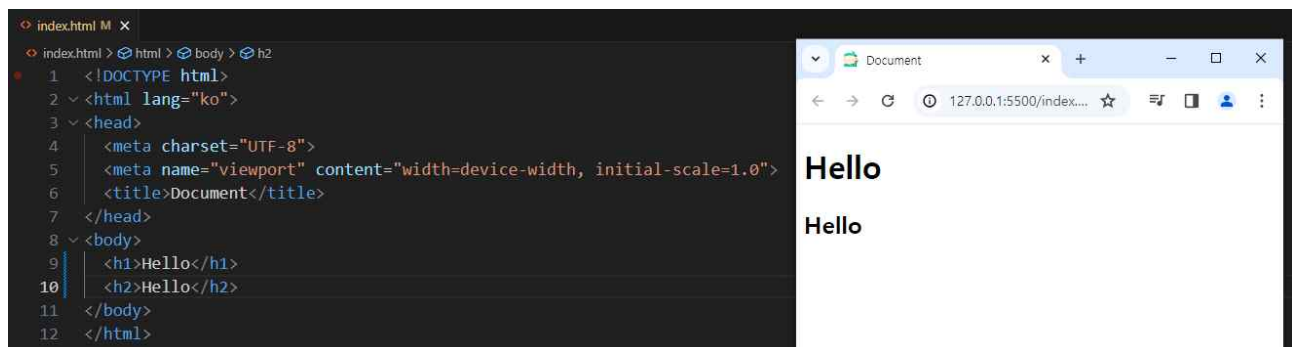 index.html M
index.html > html > body > h2
1 <!DOCTYPE html>
2 <html lang="ko">
3 <head>
4 <meta charset="UTF-8">
5 <meta name="viewport" content="width=device-width, initial-scale=1.0">
6 <title>Document</title>
7 </head>
8 <body>
9 <h1>Hello</h1>
10 <h2>Hello</h2>
11 </body>
12 </html>
Document
127.0.0.1:5500/index....
Hello
Hello